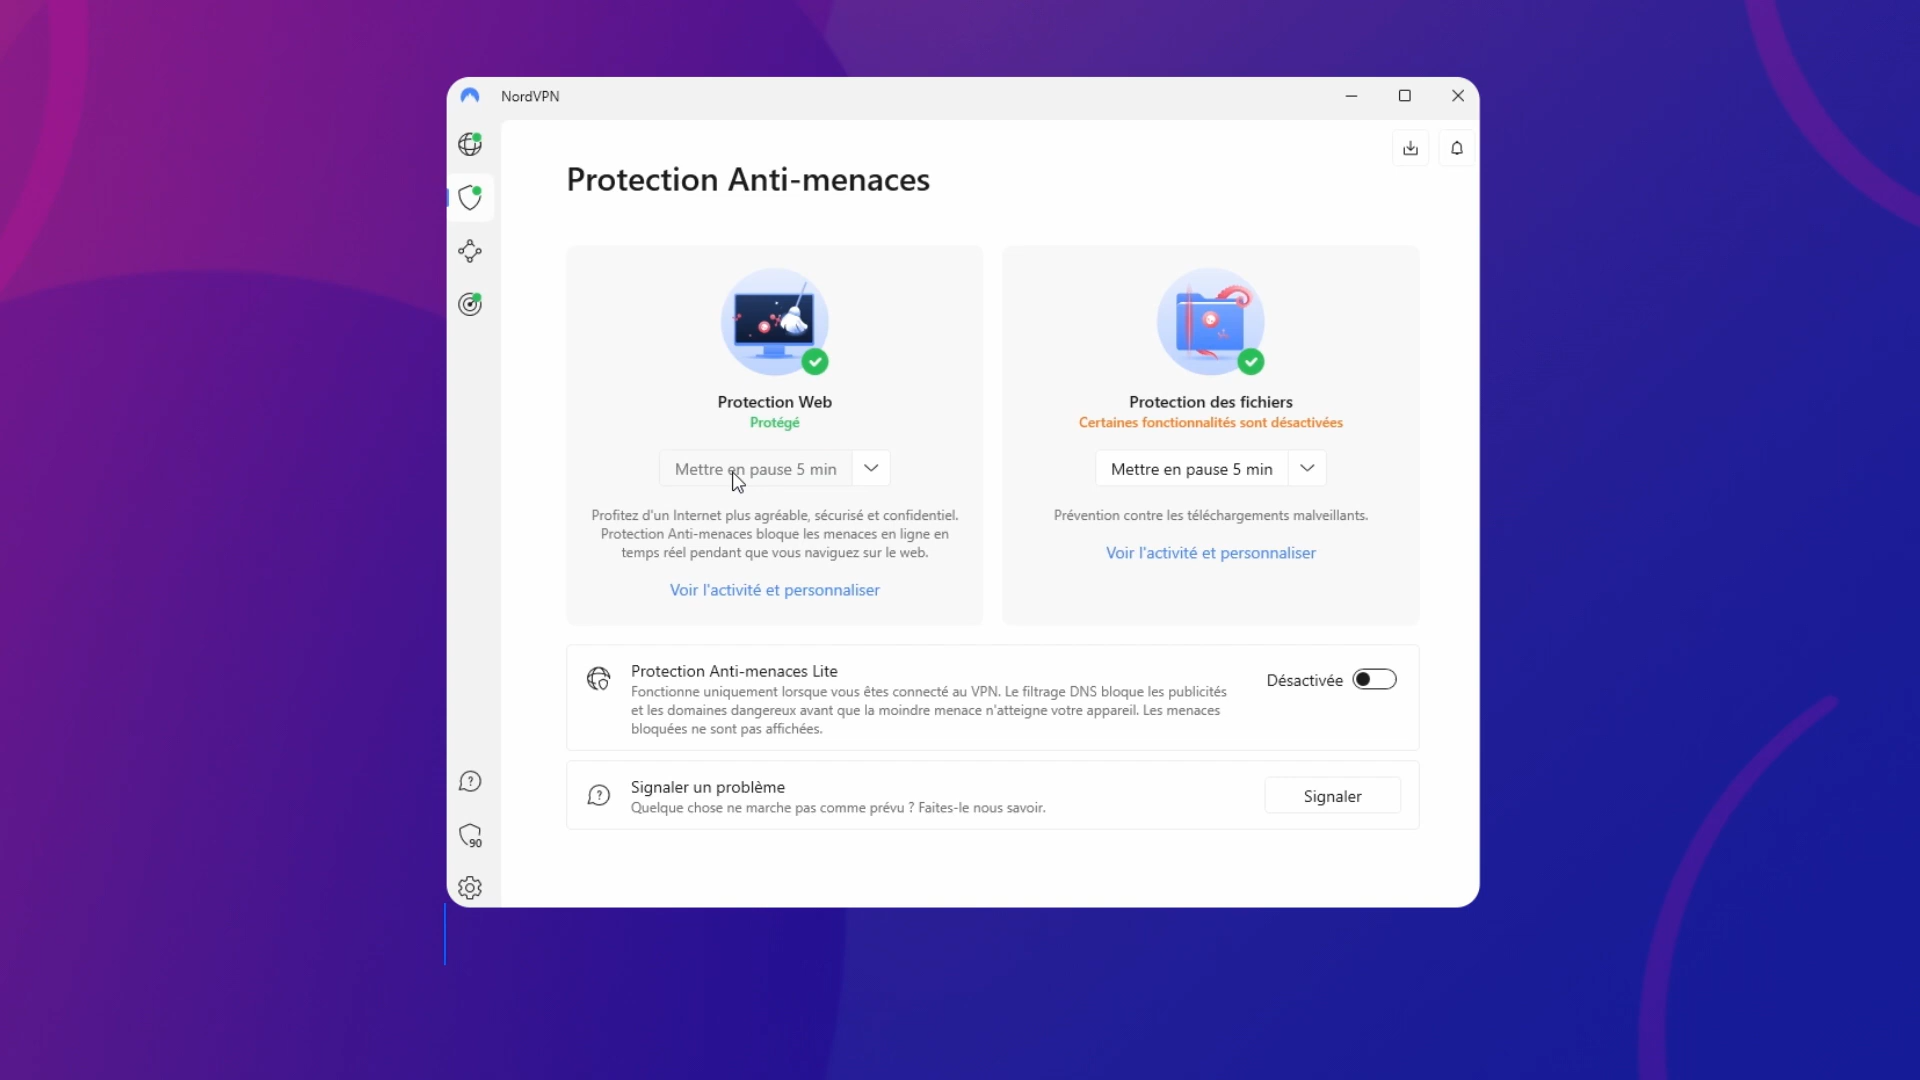 NordVPN
Protection Anti-menaces
Protection Web
Protégé
Mettre en pause 5 min
Profitez d'un Internet plus agréable, sécurisé et confidentiel.
Protection Anti-menaces bloque les menaces en ligne en
temps réel pendant que vous naviguez sur le web.
Voir l'activité et personnaliser
Protection des fichiers
Certaines fonctionnalités sont désactivées
Mettre en pause 5 min
Prévention contre les téléchargements malveillants.
Voir l'activité et personnaliser
Protection Anti-menaces Lite
Fonctionne uniquement lorsque vous êtes connecté au VPN. Le filtrage DNS bloque les publicités
et les domaines dangereux avant que la moindre menace n'atteigne votre appareil. Les menaces
bloquées ne sont pas affichées.
Désactivée
Signaler un problème
Quelque chose ne marche pas comme prévu ? Faites-le nous savoir.
Signaler
90